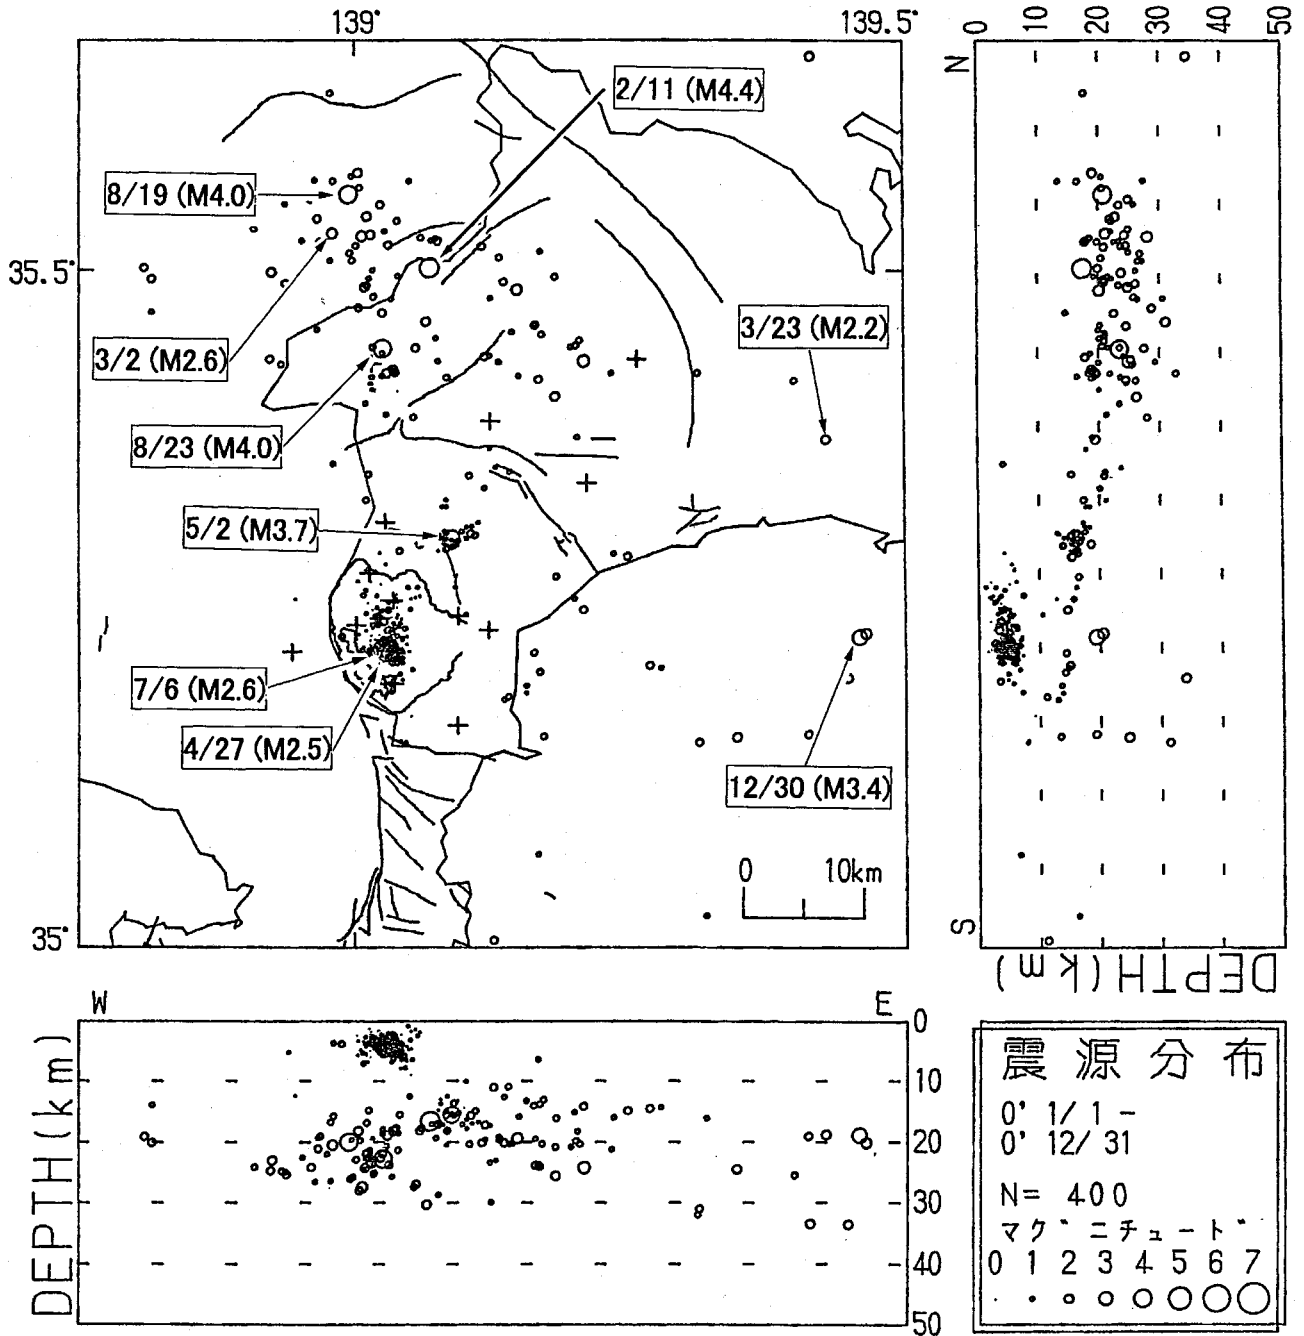 139°
139.5°
0 10 20 30 40 50
N
2/11 (M4.4)
8/19 (M4.0)
35.5°
3/23 (M2.2)
3/2 (M2.6)
8/23 (M4.0)
5/2 (M3.7)
7/6 (M2.6)
4/27 (M2.5)
12/30 (M3.4)
0 10km
35°
S
DEPTH(km)
W E
0
10
20
30
40
50
DEPTH(km)
震源分布
0' 1/ 1 -
0' 12/ 31
N= 400
マグニチュード
0 1 2 3 4 5 6 7